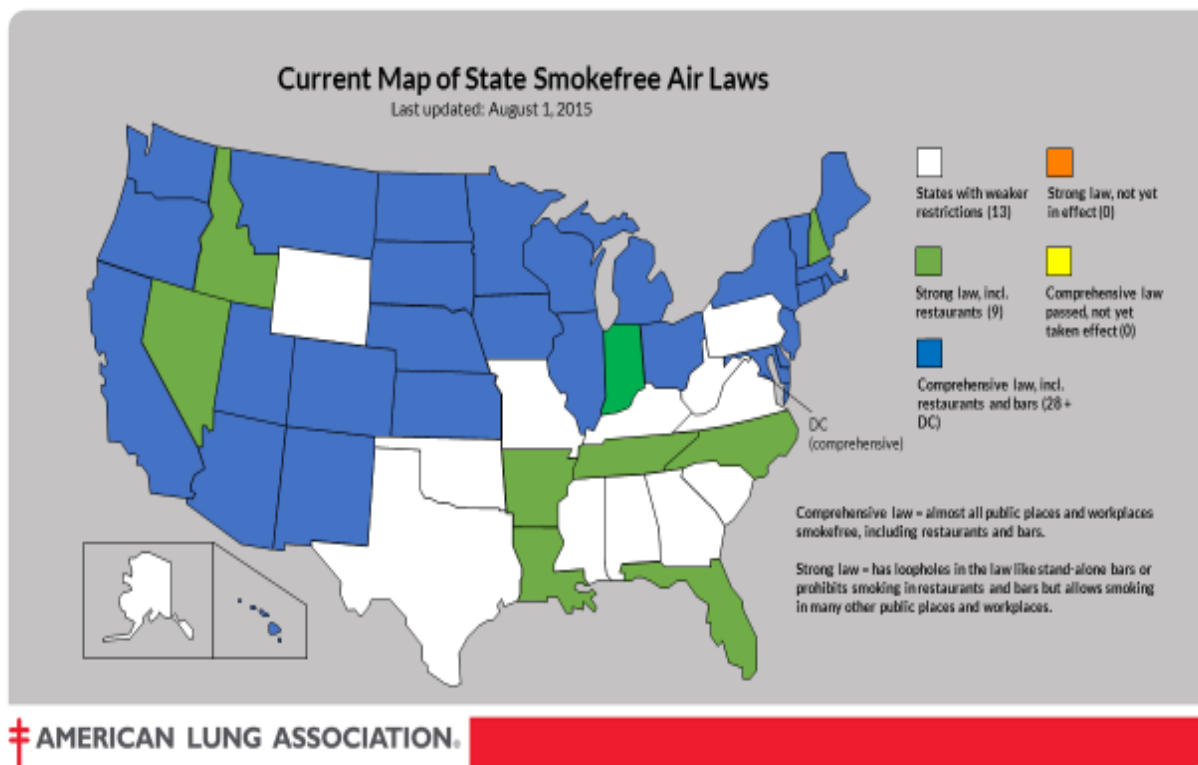 Current Map of State Smokefree Air Laws
Last updated: August 1, 2015
States with weaker
restrictions (13)
Strong law, not yet
in effect (0)
Strong law, incl.
restaurants (9)
Comprehensive law
passed, not yet
taken effect (0)
Comprehensive law, incl.
restaurants and bars (28 +
DC)
DC
(comprehensive)
Comprehensive law = almost all public places and workplaces
smokefree, including restaurants and bars.
Strong law = has loopholes in the law like stand-alone bars or
prohibits smoking in restaurants and bars but allows smoking
in many other public places and workplaces.
AMERICAN LUNG ASSOCIATION®